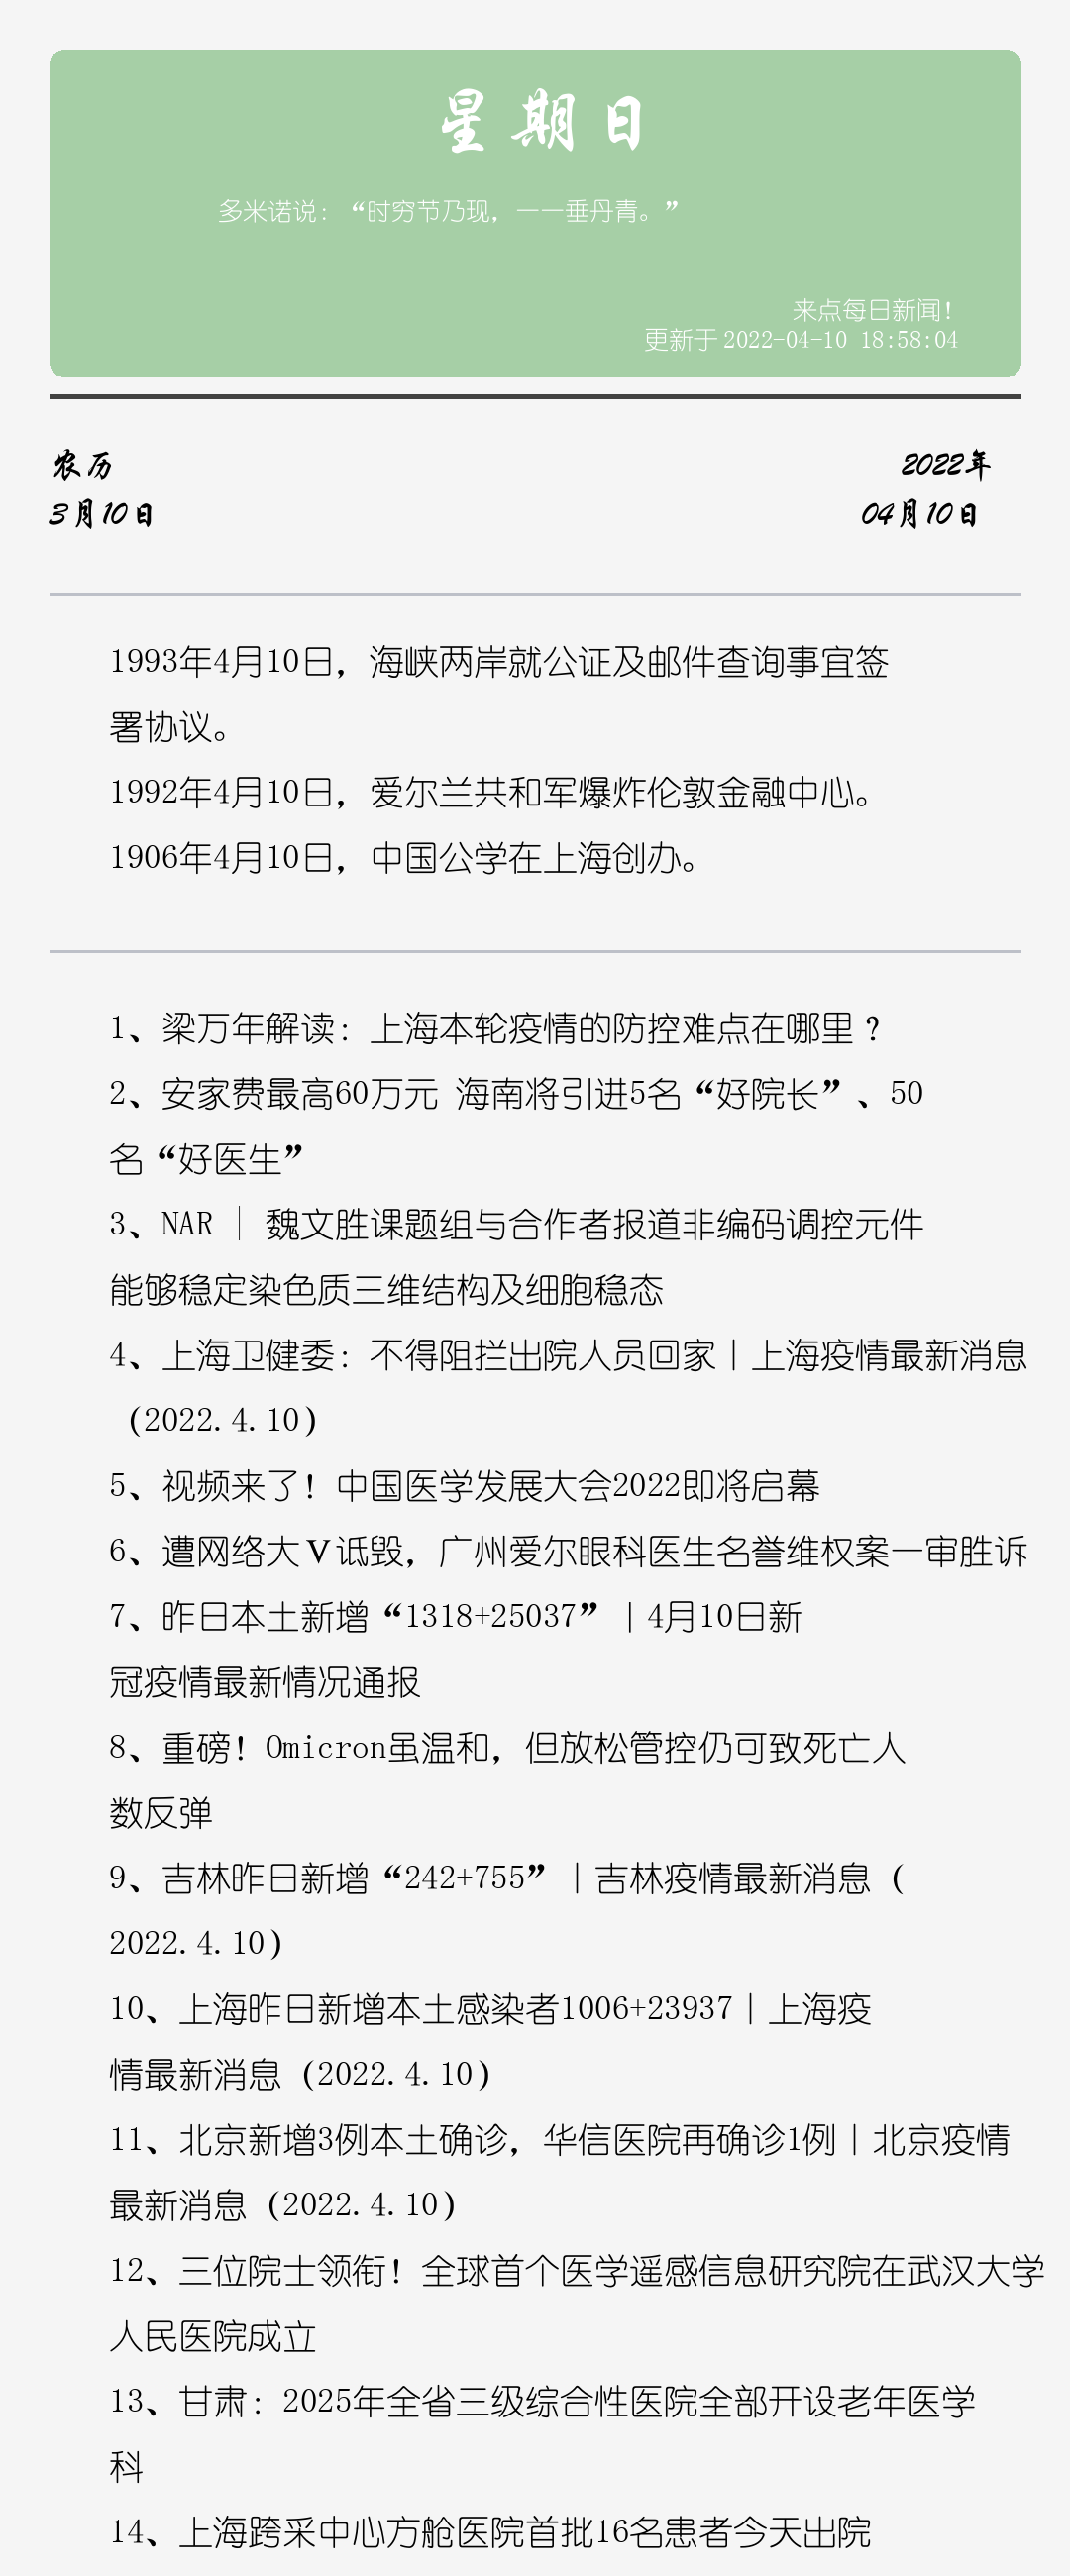 星期日
多米诺说：“时穷节乃现，一一垂丹青。”
来点每日新闻！
更新于 2022-04-10 18:58:04
农历
2022年
3月10日
04月10日
1993年4月10日，海峡两岸就公证及邮件查询事宜签
署协议。
1992年4月10日，爱尔兰共和军爆炸伦敦金融中心。
1906年4月10日，中国公学在上海创办。
1、梁万年解读：上海本轮疫情的防控难点在哪里？
2、安家费最高60万元 海南将引进5名“好院长”、50
名“好医生”
3、NAR | 魏文胜课题组与合作者报道非编码调控元件
能够稳定染色质三维结构及细胞稳态
4、上海卫健委：不得阻拦出院人员回家丨上海疫情最新消息
（2022.4.10）
5、视频来了！中国医学发展大会2022即将启幕
6、遭网络大V诋毁，广州爱尔眼科医生名誉维权案一审胜诉
7、昨日本土新增“1318+25037”丨4月10日新
冠疫情最新情况通报
8、重磅！Omicron虽温和，但放松管控仍可致死亡人
数反弹
9、吉林昨日新增“242+755”丨吉林疫情最新消息（
2022.4.10）
10、上海昨日新增本土感染者1006+23937丨上海疫
情最新消息（2022.4.10）
11、北京新增3例本土确诊，华信医院再确诊1例丨北京疫情
最新消息（2022.4.10）
12、三位院士领衔！全球首个医学遥感信息研究院在武汉大学
人民医院成立
13、甘肃：2025年全省三级综合性医院全部开设老年医学
科
14、上海跨采中心方舱医院首批16名患者今天出院